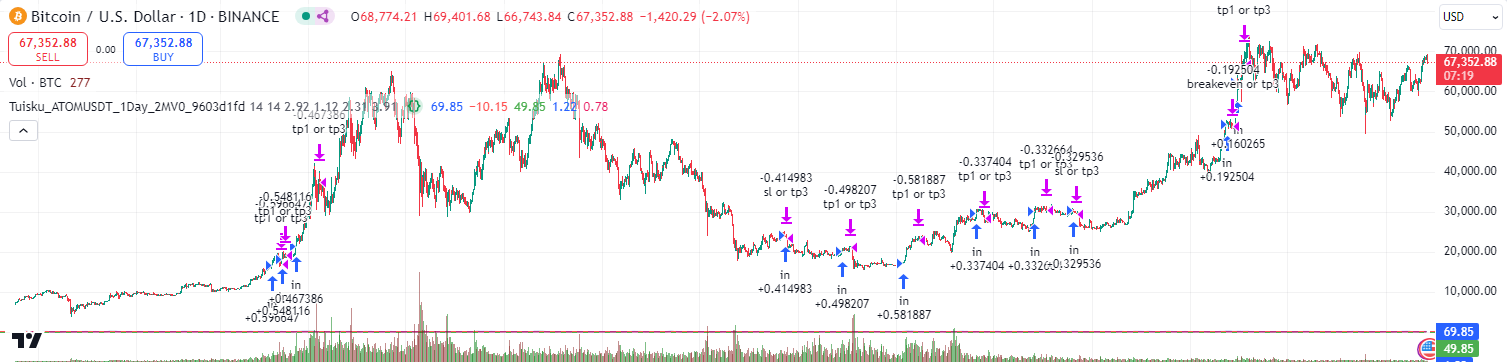 Bitcoin / U.S. Dollar · 1D · BINANCE
O68,774.21 H69,401.68 L66,743.84 C67,352.88 −1,420.29 (−2.07%)
USD
67,352.88
SELL
0.00
67,352.88
BUY
Vol · BTC 277
Tuisku_ATOMUSDT_1Day_2MV0_9603d1fd 14 14 2.92 1.12 2.31 3.91 69.85 −10.15 49.85 1.22 0.78
tp1 or tp3
-0.192504
breakeven or tp3
-0.467386
tp1 or tp3
-0.548116
-0.596647
tp1 or tp3
tp1 or tp3
-0.414983
sl or tp3
-0.498207
tp1 or tp3
-0.581887
tp1 or tp3
-0.337404
tp1 or tp3
-0.332664
tp1 or tp3
-0.329536
sl or tp3
in
+0.160265
in
+0.192504
in
+0.467386
+0.548116
+0.596647
in
+0.414983
in
+0.498207
in
+0.581887
in
+0.337404
in
in
+0.329536
70,000.00
67,352.88
07:19
60,000.00
50,000.00
40,000.00
30,000.00
20,000.00
10,000.00
69.85
49.85